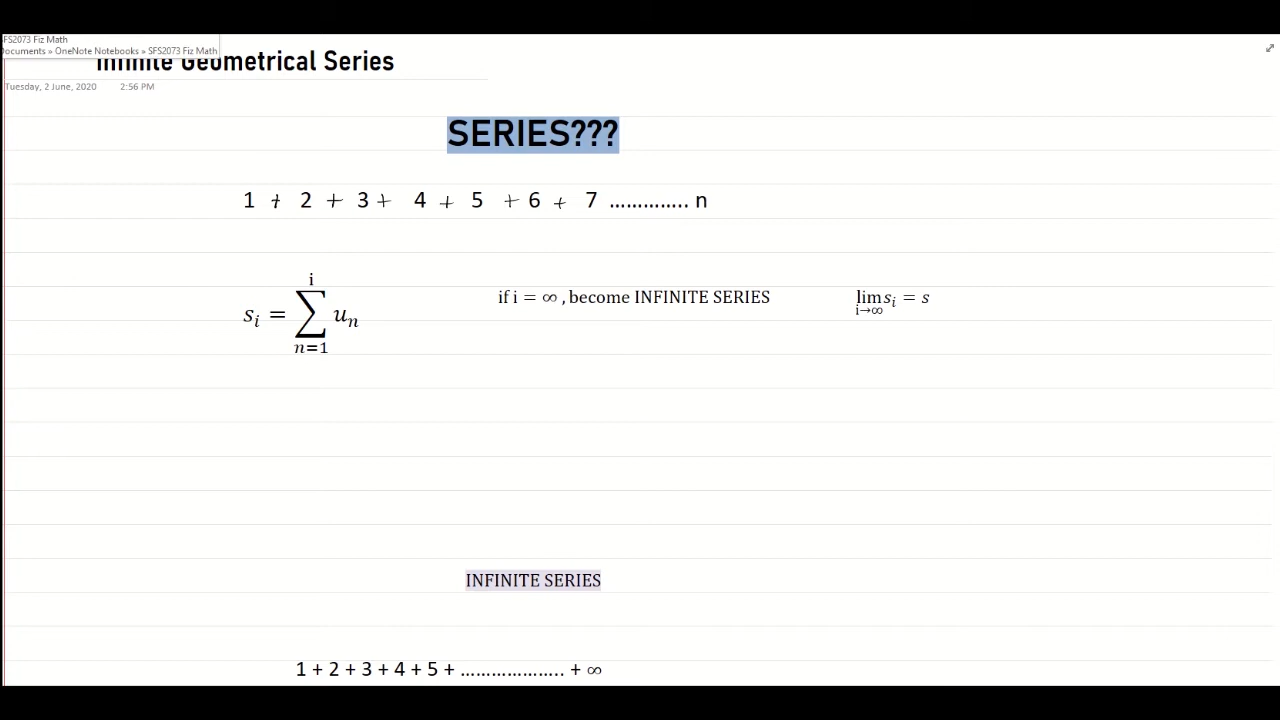 SFS2073 Fiz Math
Documents » OneNote Notebooks » SFS2073 Fiz Math
Infinite Geometrical Series
Tuesday, 2 June, 2020 2:56 PM
SERIES???
1 + 2 + 3 + 4 + 5 + 6 + 7 ………….. n
i
s_i = ∑ u_n
n=1
if i = ∞ , become INFINITE SERIES
lim s_i = s
i→∞
INFINITE SERIES
1 + 2 + 3 + 4 + 5 + ……………….. + ∞